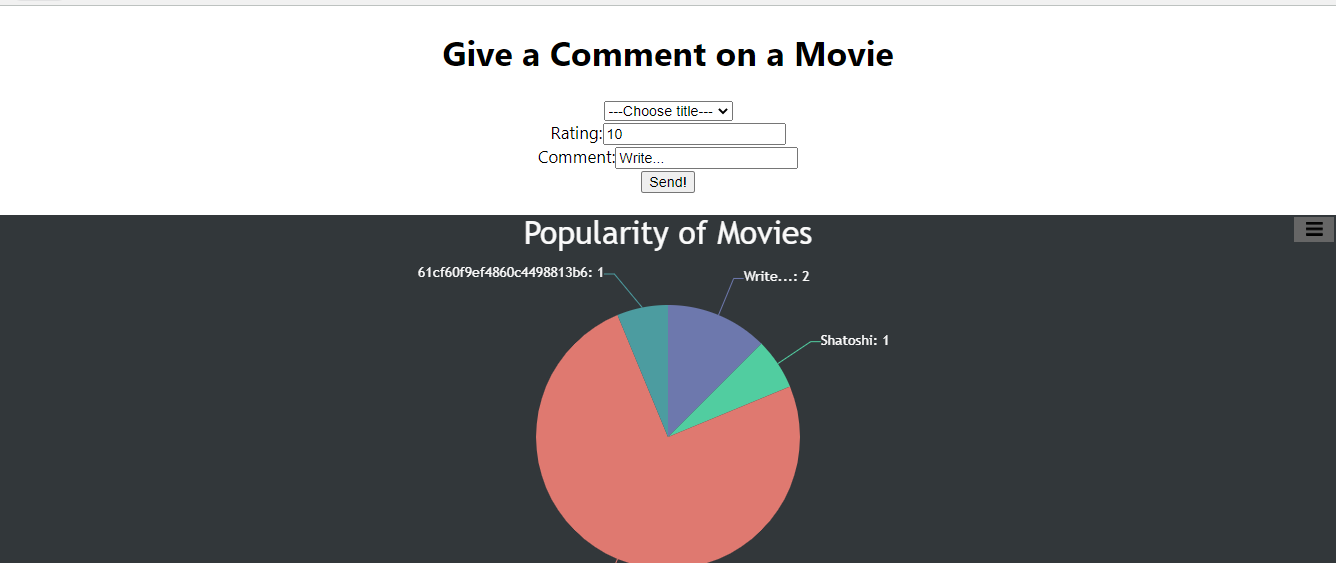 Give a Comment on a Movie
---Choose title---
Rating:10
Comment:Write...
Send!
Popularity of Movies
61cf60f9ef4860c4498813b6: 1
Write...: 2
Shatoshi: 1